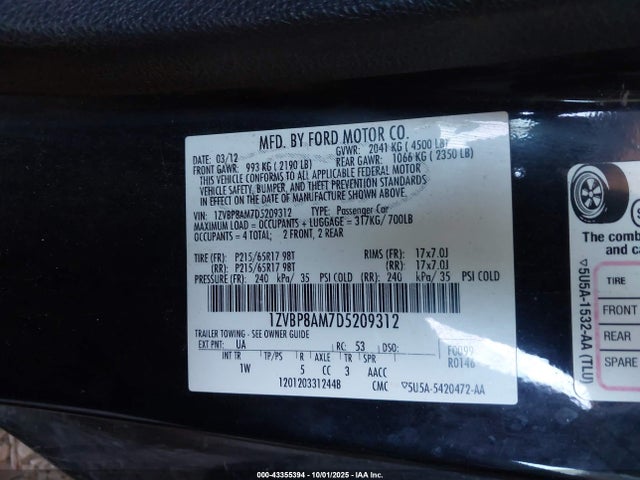 MFD. BY FORD MOTOR CO.
DATE: 03/12 GVWR: 2041 KG ( 4500 LB)
FRONT GAWR: 993 KG ( 2190 LB) REAR GAWR: 1066 KG ( 2350 LB)
THIS VEHICLE CONFORMS TO ALL APPLICABLE FEDERAL MOTOR
VEHICLE SAFETY, BUMPER, AND THEFT PREVENTION STANDARDS
IN EFFECT ON THE DATE OF MANUFACTURE SHOWN ABOVE.
VIN: 1ZVBP8AM7D5209312 TYPE: Passenger Car
MAXIMUM LOAD = OCCUPANTS + LUGGAGE = 317KG/ 700LB
OCCUPANTS = 4 TOTAL; 2 FRONT, 2 REAR
TIRE (FR): P215/65R17 98T RIMS (FR): 17x7.0J
(RR): P215/65R17 98T (RR): 17x7.0J
PRESSURE (FR): 240 kPa/ 35 PSI COLD (RR): 240 kPa/ 35 PSI COLD
1ZVBP8AM7D5209312
TRAILER TOWING - SEE OWNER GUIDE
EXT PNT: UA RC: 53 DSO: F0099
R0146
INT TR TP/PS R AXLE TR SPR
1W 5 CC 3 AACC
120120331244B CMC ▽5U5A-5420472-AA
The comb
and ca
TIRE
FRONT
REAR
SPARE
▽5U5A-1532-AA (TLU)
000-43355394 - 10/01/2025 - IAA Inc.